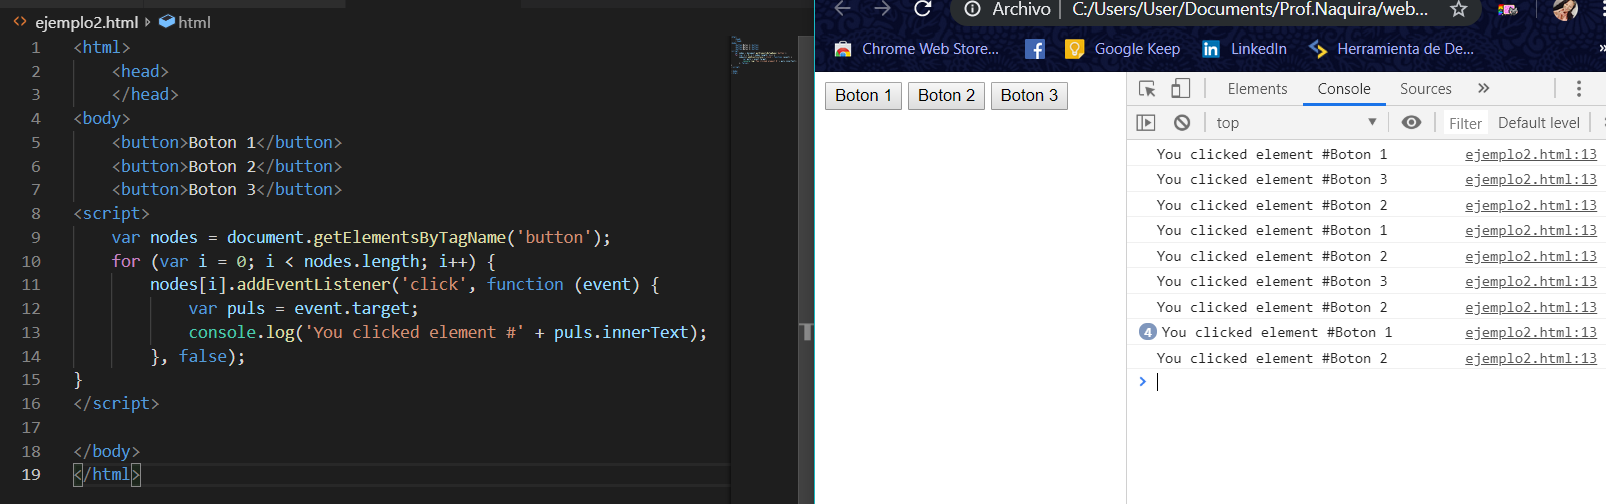 ejemplo2.html > html
1 <html>
2 <head>
3 </head>
4 <body>
5 <button>Boton 1</button>
6 <button>Boton 2</button>
7 <button>Boton 3</button>
8 <script>
9 var nodes = document.getElementsByTagName('button');
10 for (var i = 0; i < nodes.length; i++) {
11 nodes[i].addEventListener('click', function (event) {
12 var puls = event.target;
13 console.log('You clicked element #' + puls.innerText);
14 }, false);
15 }
16 </script>
17
18 </body>
19 </html>
Archivo | C:/Users/User/Documents/Prof.Naquira/web...
Chrome Web Store... Google Keep LinkedIn Herramienta de De... »
Boton 1 Boton 2 Boton 3
Elements Console Sources »
top Filter Default level
You clicked element #Boton 1 ejemplo2.html:13
You clicked element #Boton 3 ejemplo2.html:13
You clicked element #Boton 2 ejemplo2.html:13
You clicked element #Boton 1 ejemplo2.html:13
You clicked element #Boton 2 ejemplo2.html:13
You clicked element #Boton 3 ejemplo2.html:13
You clicked element #Boton 2 ejemplo2.html:13
4 You clicked element #Boton 1 ejemplo2.html:13
You clicked element #Boton 2 ejemplo2.html:13
>